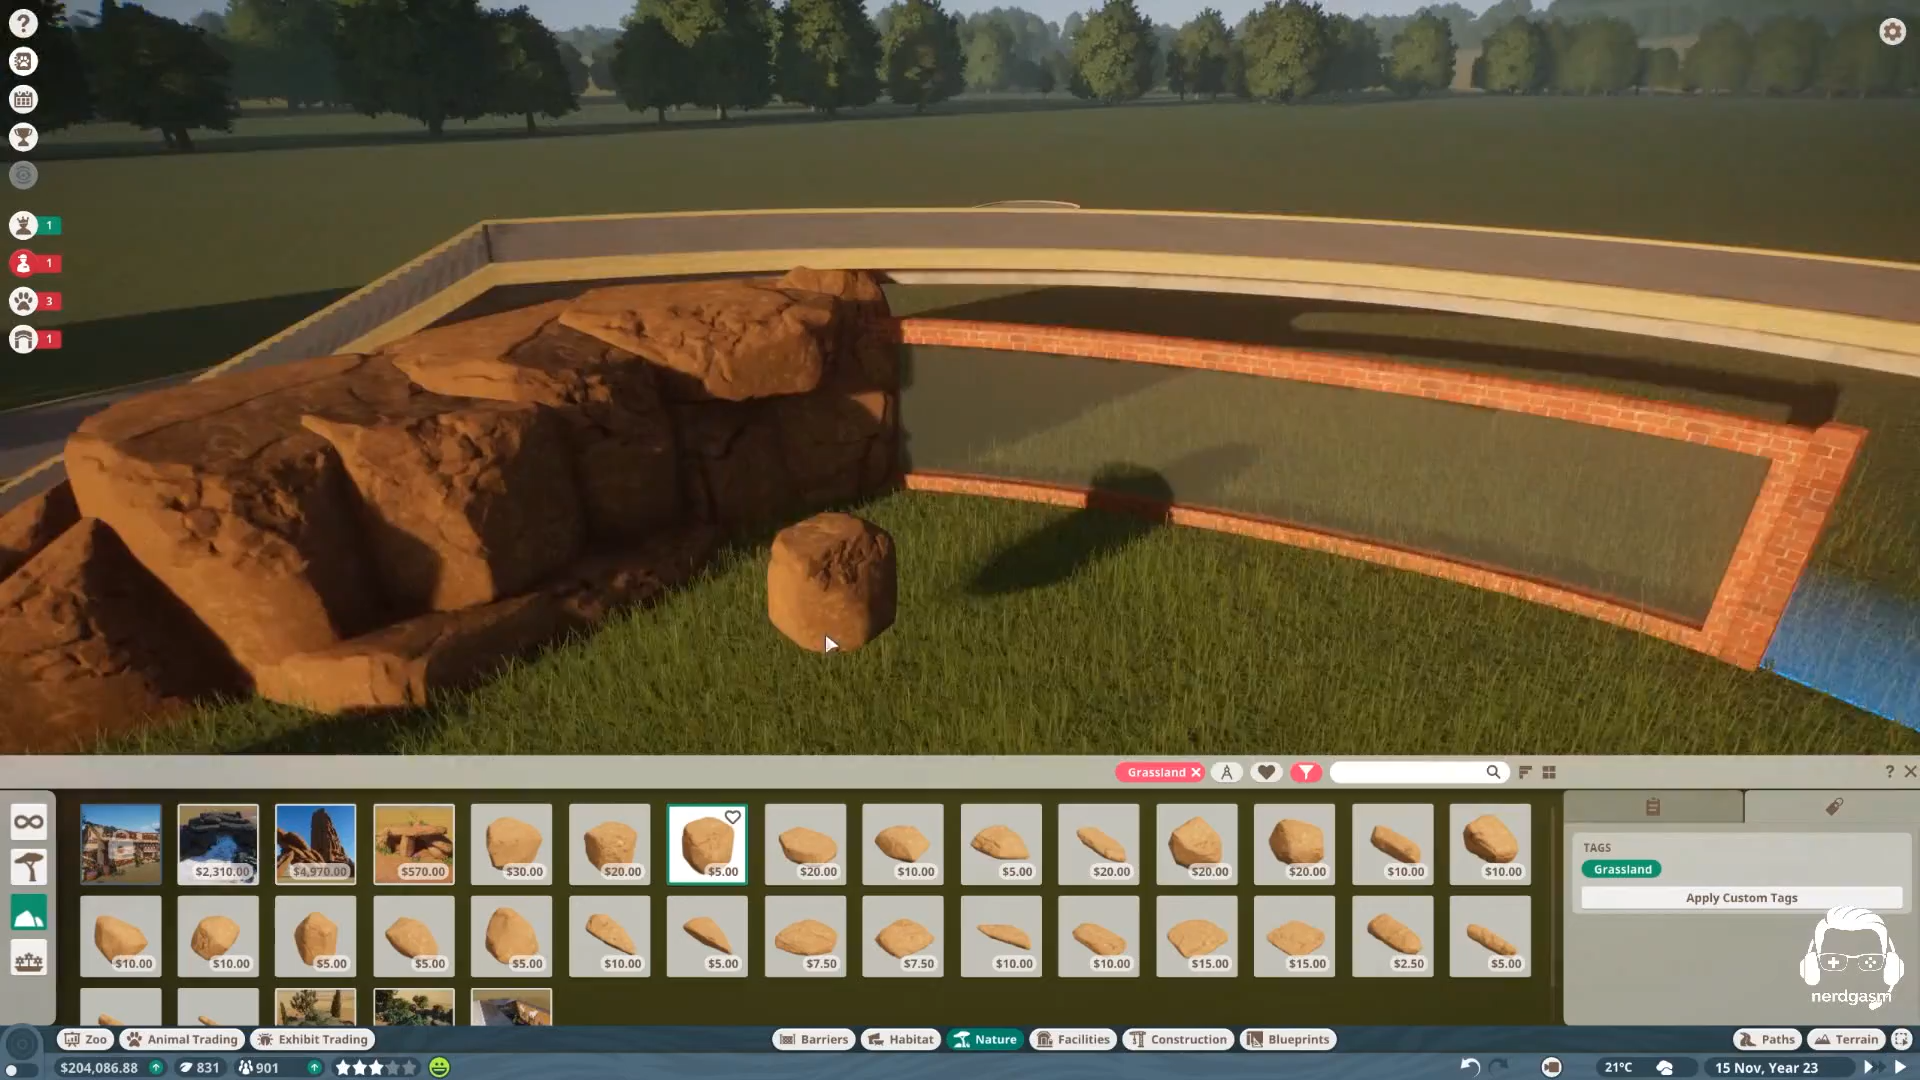 ?
1
1
3
1
Grassland ×
? ×
$2,310.00 $4,970.00 $570.00 $30.00 $20.00 $5.00 $20.00 $10.00 $5.00 $20.00 $20.00 $20.00 $10.00 $10.00
$10.00 $10.00 $5.00 $5.00 $5.00 $10.00 $5.00 $7.50 $7.50 $10.00 $10.00 $15.00 $15.00 $2.50 $5.00
TAGS
Grassland
Apply Custom Tags
nerdgasm
Zoo Animal Trading Exhibit Trading Barriers Habitat Nature Facilities Construction Blueprints Paths Terrain
$204,086.88 831 901 21°C 15 Nov, Year 23